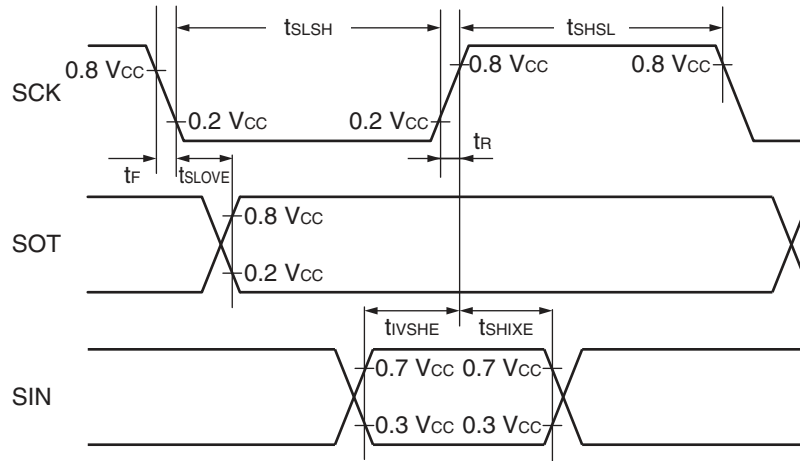 tSLSH
tSHSL
SCK
0.8 VCC
0.8 VCC
0.8 VCC
0.2 VCC
0.2 VCC
tF
tSLOVE
tR
SOT
0.8 VCC
0.2 VCC
tIVSHE
tSHIXE
SIN
0.7 VCC
0.7 VCC
0.3 VCC
0.3 VCC